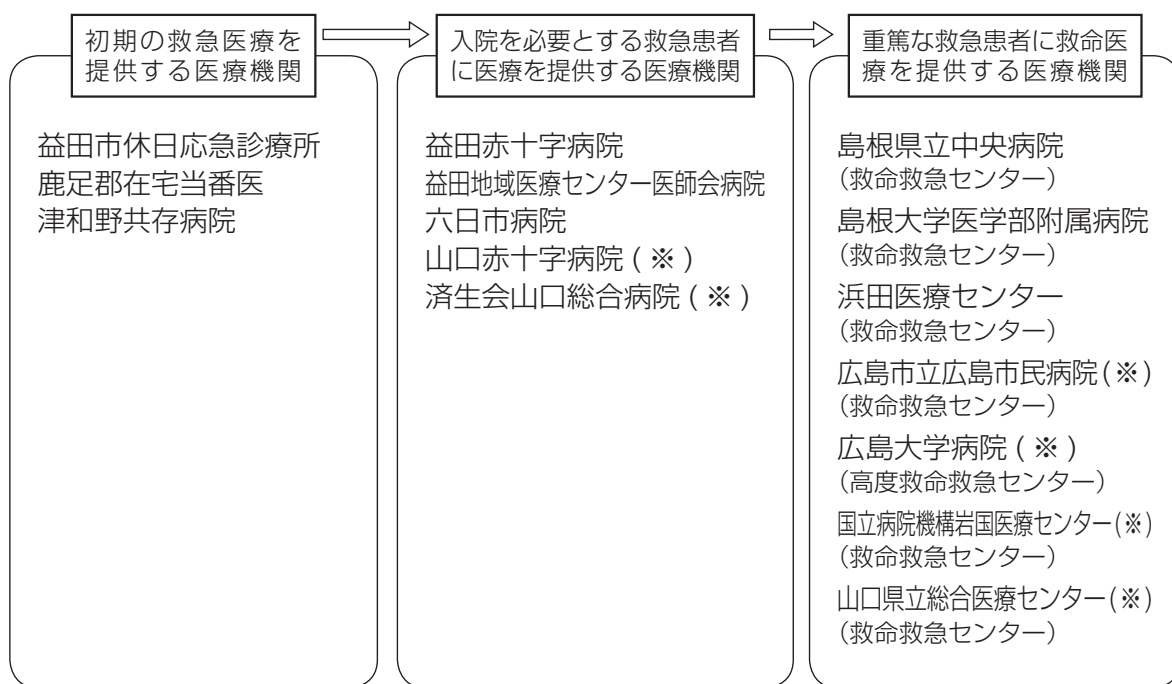 初期の救急医療を
提供する医療機関
益田市休日応急診療所
鹿足郡在宅当番医
津和野共存病院
入院を必要とする救急患者
に医療を提供する医療機関
益田赤十字病院
益田地域医療センター医師会病院
六日市病院
山口赤十字病院(※)
済生会山口総合病院(※)
重篤な救急患者に救命医
療を提供する医療機関
島根県立中央病院
(救命救急センター)
島根大学医学部附属病院
(救命救急センター)
浜田医療センター
(救命救急センター)
広島市立広島市民病院(※)
(救命救急センター)
広島大学病院(※)
(高度救命救急センター)
国立病院機構岩国医療センター(※)
(救命救急センター)
山口県立総合医療センター(※)
(救命救急センター)